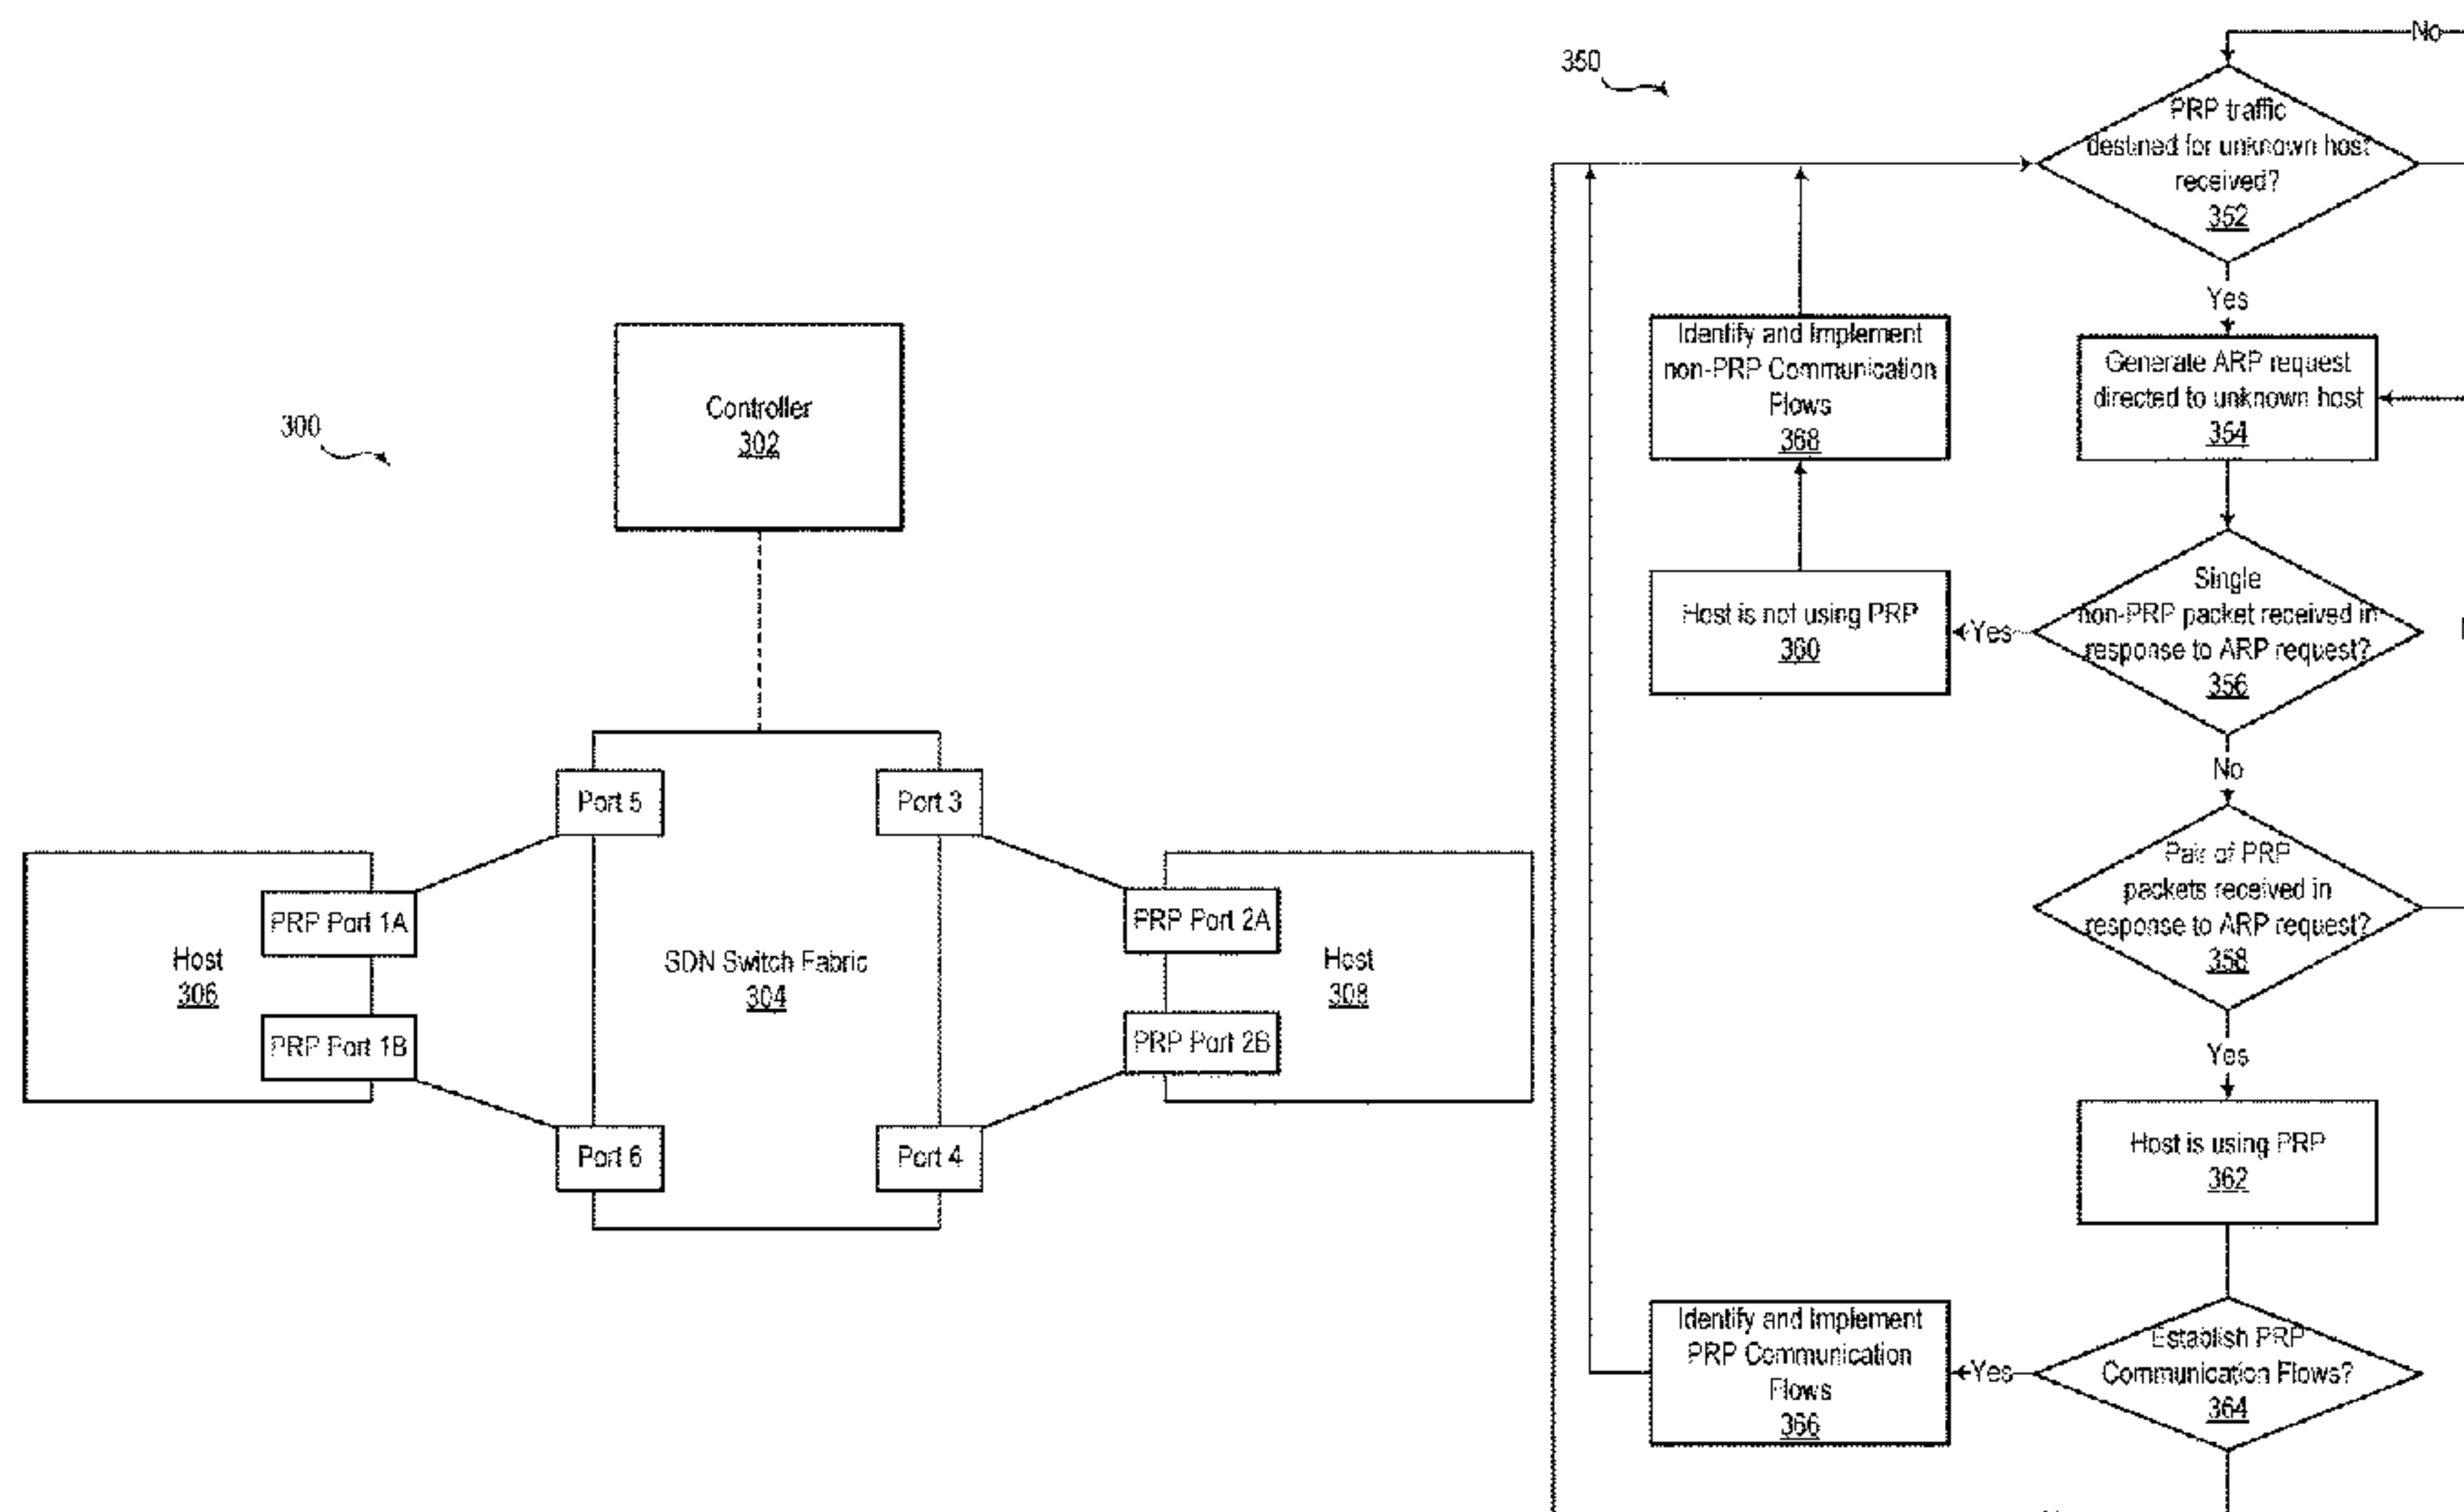 300
Controller
302
Port 5
Port 3
PRP Port 1A
PRP Port 2A
Host
306
SDN Switch Fabric
304
Host
308
PRP Port 1B
PRP Port 2B
Port 6
Port 4
350
No
PRP traffic
destined for unknown host
received?
352
Yes
Generate ARP request
directed to unknown host
354
Single
non-PRP packet received in
response to ARP request?
356
Yes
Host is not using PRP
360
Identify and Implement
non-PRP Communication
Flows
368
No
Pair of PRP
packets received in
response to ARP request?
358
Yes
Host is using PRP
362
Establish PRP
Communication Flows?
364
Yes
Identify and Implement
PRP Communication
Flows
366